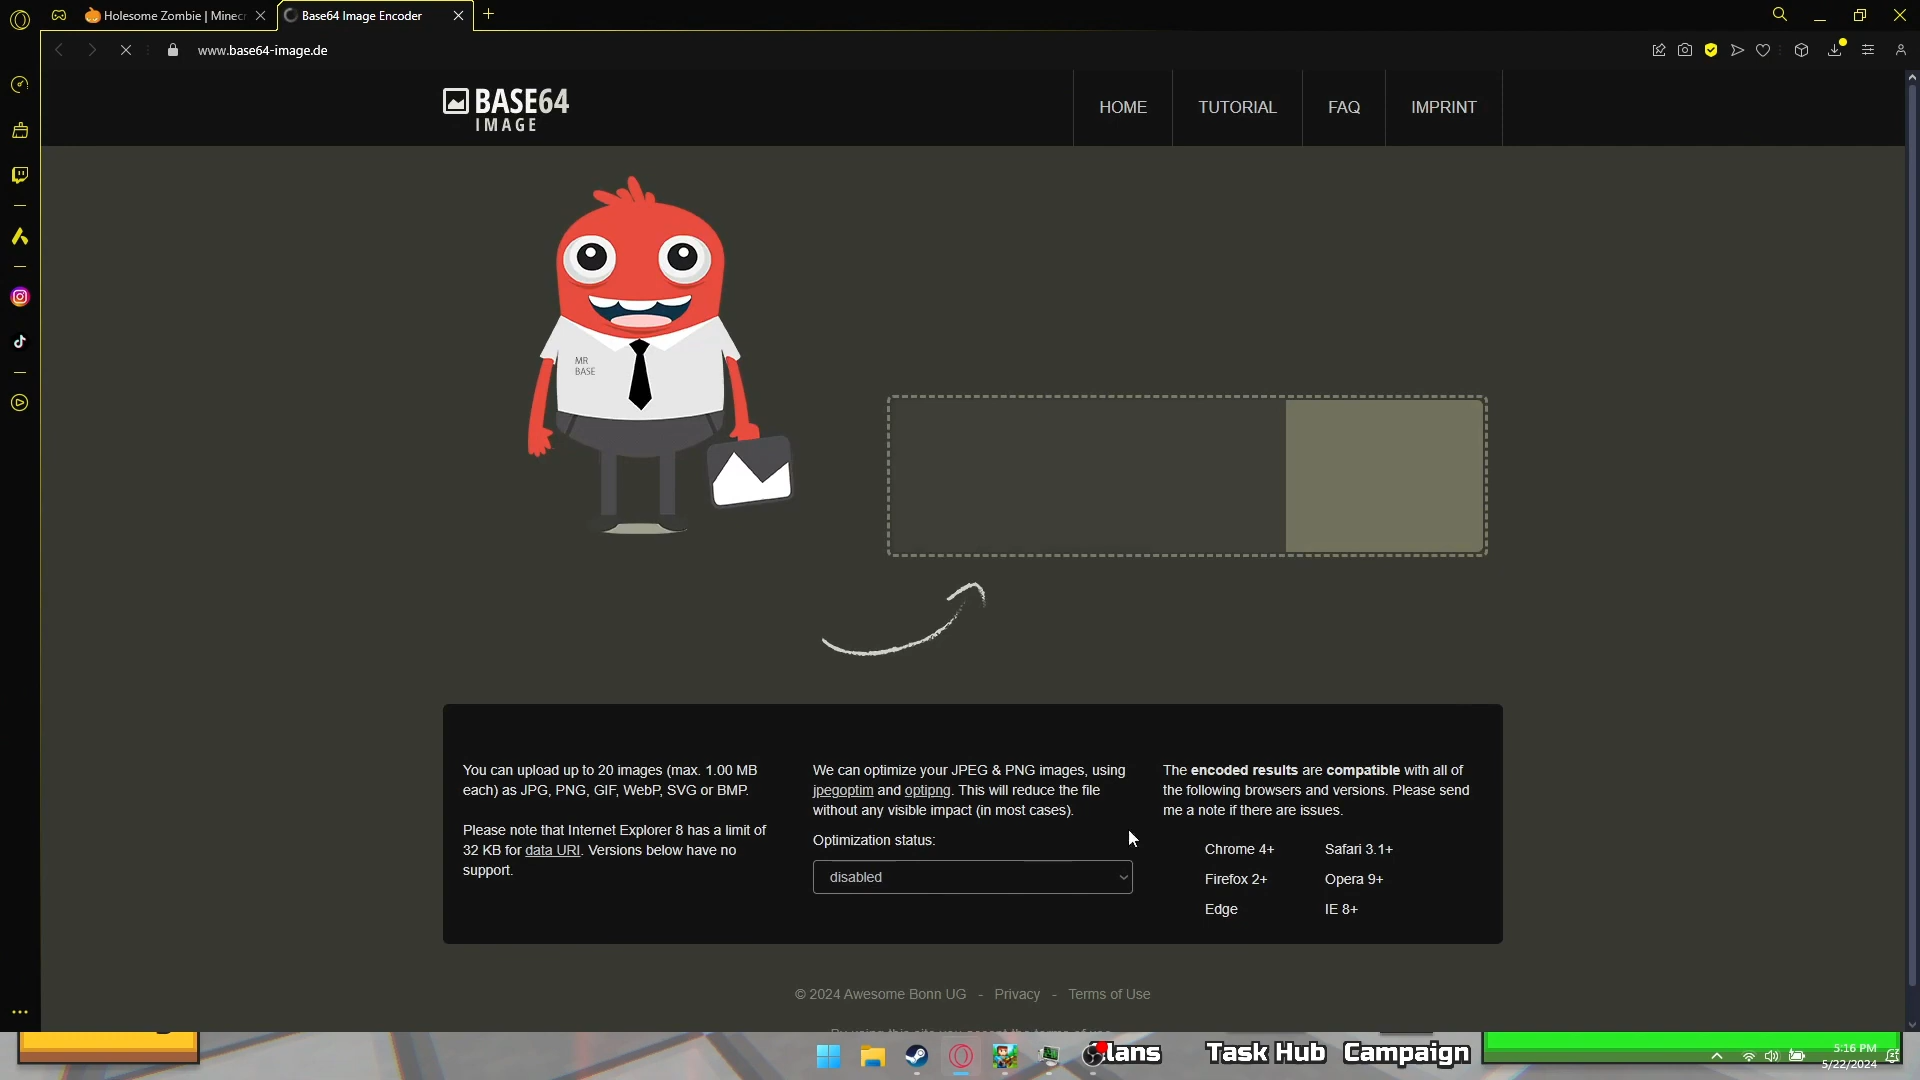 Holesome Zombie | Minec
Base64 Image Encoder
www.base64-image.de
BASE64
IMAGE
HOME
TUTORIAL
FAQ
IMPRINT
MR
BASE
You can upload up to 20 images (max. 1.00 MB
each) as JPG, PNG, GIF, WebP, SVG or BMP.
Please note that Internet Explorer 8 has a limit of
32 KB for data URI. Versions below have no
support.
We can optimize your JPEG & PNG images, using
jpegoptim and optipng. This will reduce the file
without any visible impact (in most cases).
Optimization status:
disabled
The encoded results are compatible with all of
the following browsers and versions. Please send
me a note if there are issues.
Chrome 4+
Safari 3.1+
Firefox 2+
Opera 9+
Edge
IE 8+
© 2024 Awesome Bonn UG - Privacy - Terms of Use
lans
Task Hub
Campaign
5:16 PM
5/22/2024